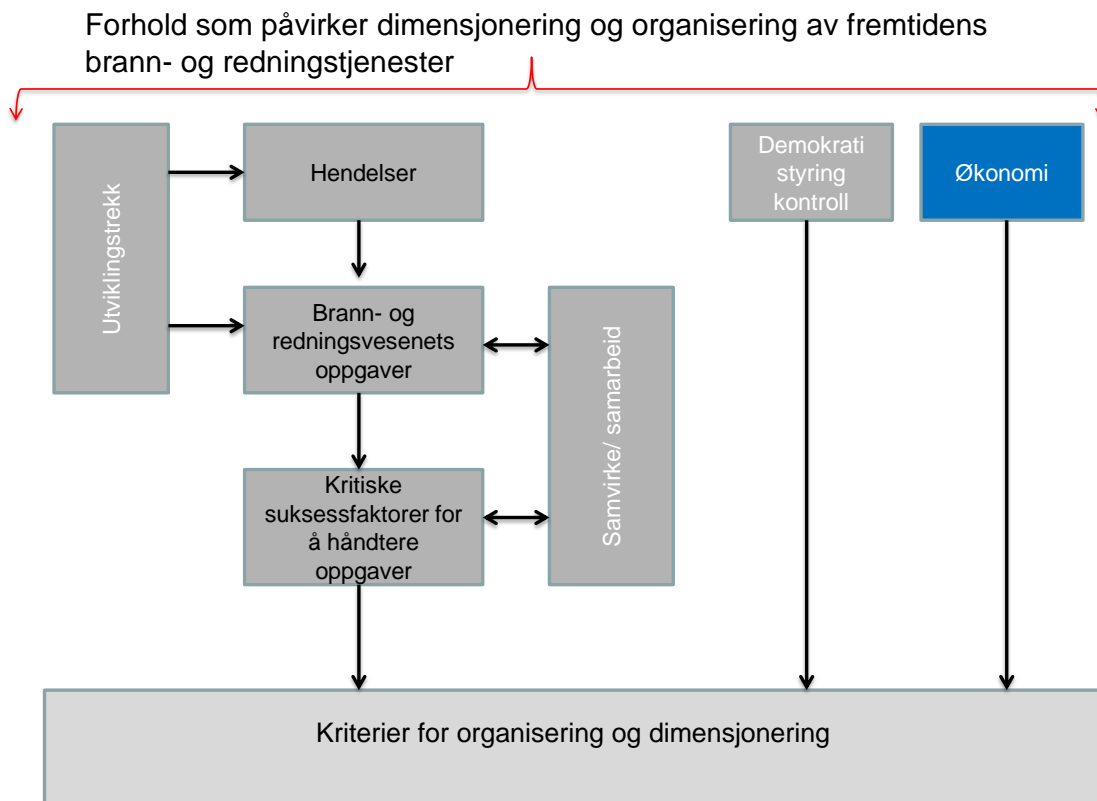 Forhold som påvirker dimensjonering og organisering av fremtidens
brann- og redningstjenester
Utviklingstrekk
Hendelser
Demokrati
styring
kontroll
Økonomi
Brann- og
redningsvesenets
oppgaver
Samvirke/ samarbeid
Kritiske
suksessfaktorer for
å håndtere
oppgaver
Kriterier for organisering og dimensjonering